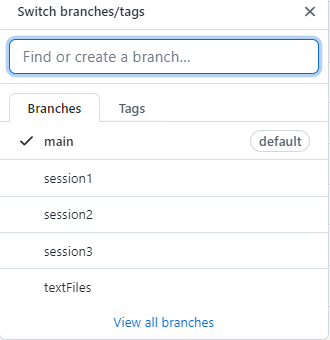 Switch branches/tags
Find or create a branch...
Branches Tags
main default
session1
session2
session3
textFiles
View all branches